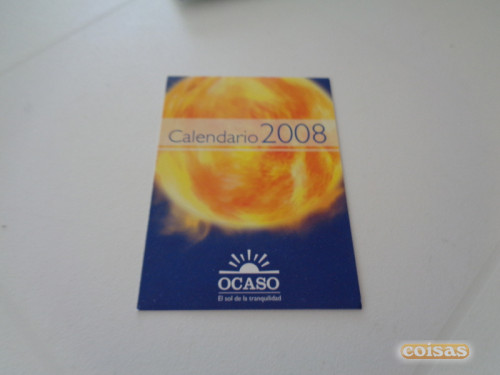 Calendario 2008
OCASO
El sol de la tranquilidad
coisas